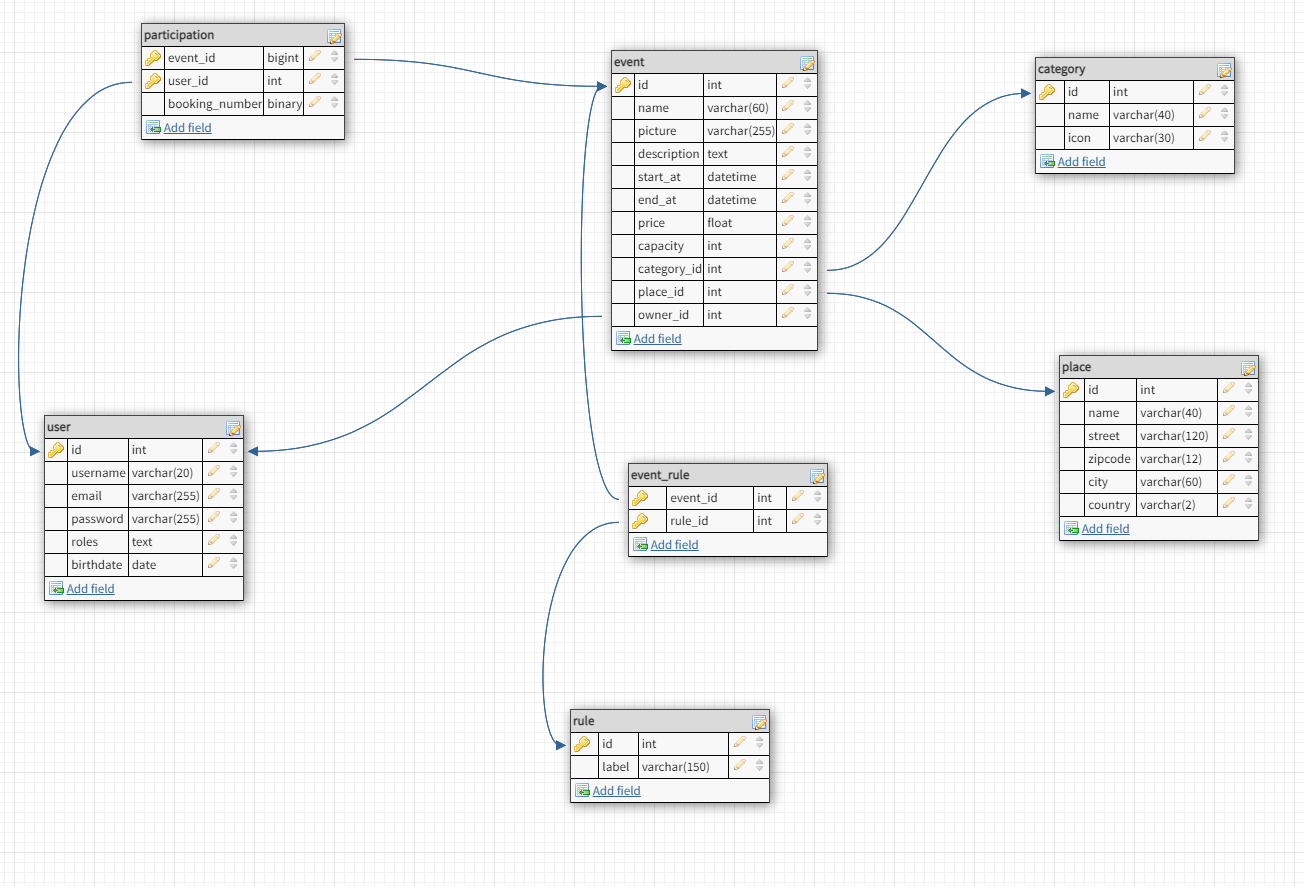 participation
event_id bigint
user_id int
booking_number binary
Add field
event
id int
name varchar(60)
picture varchar(255)
description text
start_at datetime
end_at datetime
price float
capacity int
category_id int
place_id int
owner_id int
Add field
category
id int
name varchar(40)
icon varchar(30)
Add field
place
id int
name varchar(40)
street varchar(120)
zipcode varchar(12)
city varchar(60)
country varchar(2)
Add field
user
id int
username varchar(20)
email varchar(255)
password varchar(255)
roles text
birthdate date
Add field
event_rule
event_id int
rule_id int
Add field
rule
id int
label varchar(150)
Add field